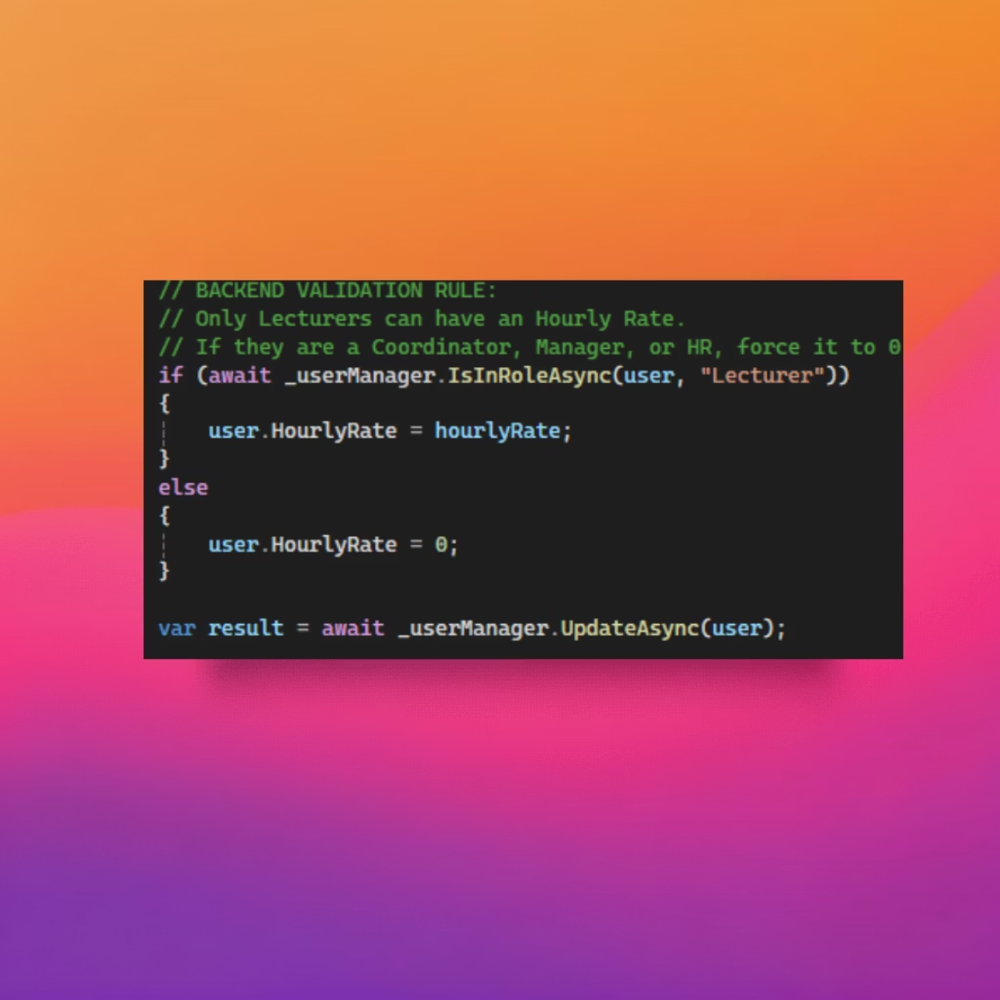 // BACKEND VALIDATION RULE:
// Only Lecturers can have an Hourly Rate.
// If they are a Coordinator, Manager, or HR, force it to 0
if (await _userManager.IsInRoleAsync(user, "Lecturer"))
{
    user.HourlyRate = hourlyRate;
}
else
{
    user.HourlyRate = 0;
}
var result = await _userManager.UpdateAsync(user);